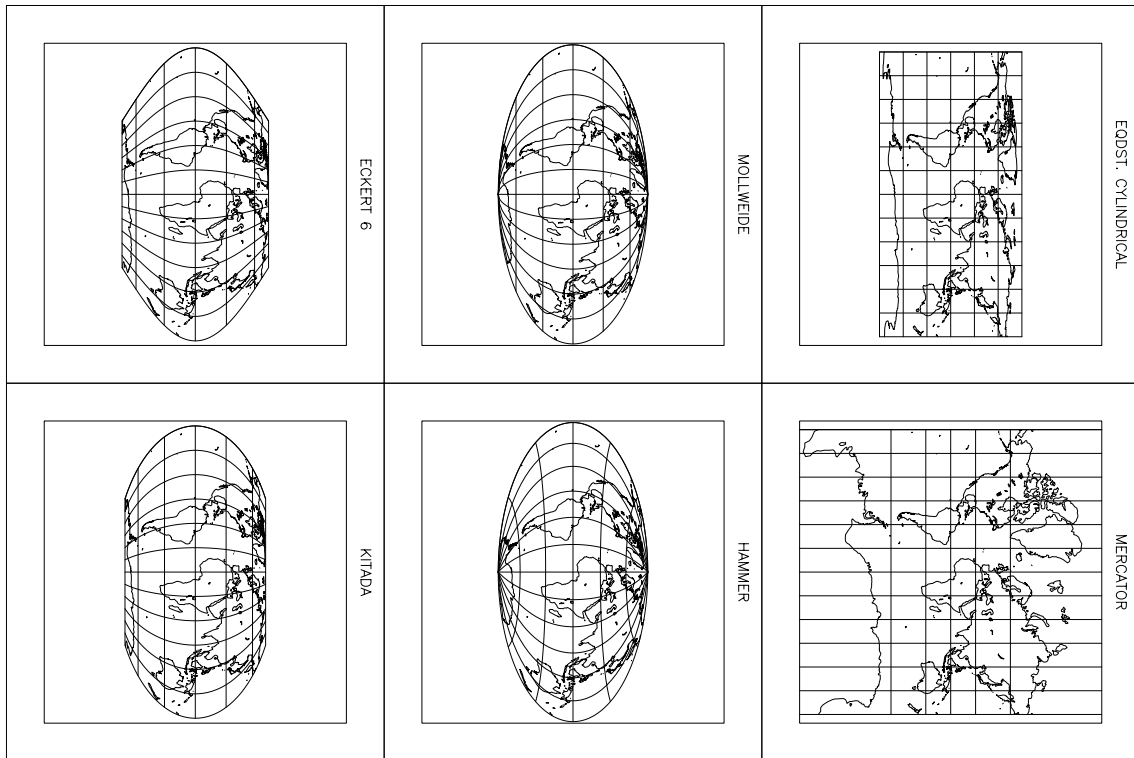 EQDST. CYLINDRICAL
MERCATOR
MOLLWEIDE
HAMMER
ECKERT 6
KITADA